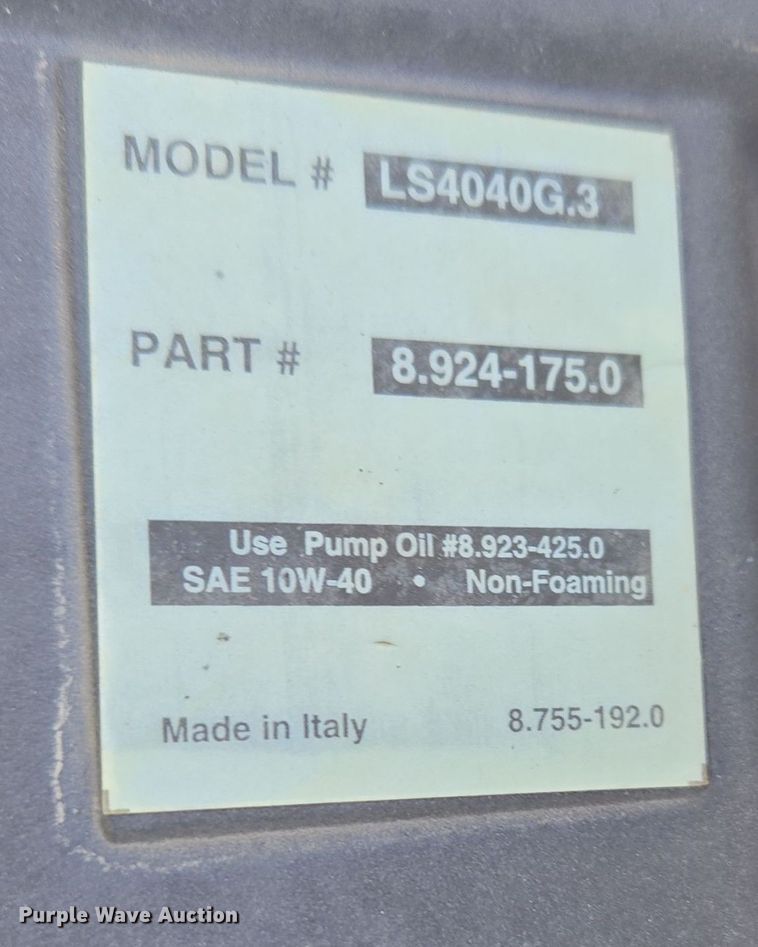 MODEL # LS4040G.3
PART # 8.924-175.0
Use Pump Oil #8.923-425.0
SAE 10W-40 • Non-Foaming
Made in Italy 8.755-192.0
Purple Wave Auction